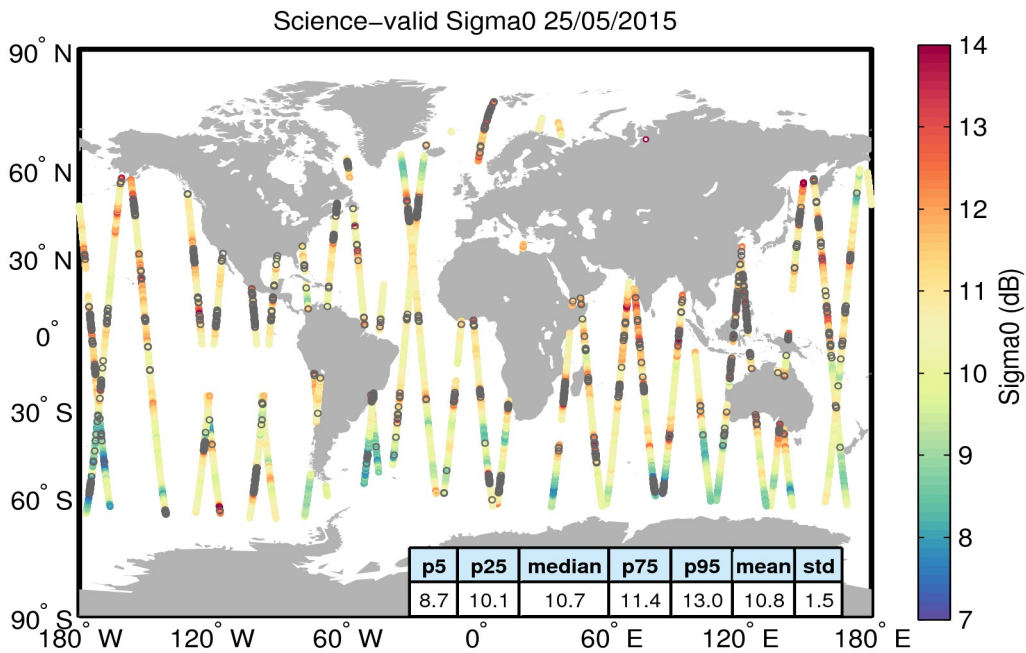 Science−valid Sigma0 25/05/2015
90° N
60° N
30° N
0°
30° S
60° S
90° S
180° W
120° W
60° W
0°
60° E
120° E
180° E
p5 p25 median p75 p95 mean std
8.7 10.1 10.7 11.4 13.0 10.8 1.5
14
13
12
11
10
9
8
7
Sigma0 (dB)